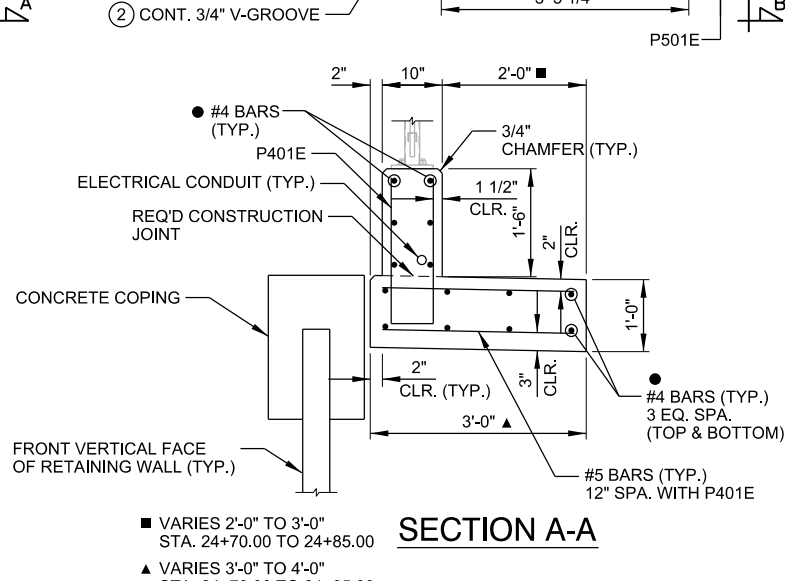 A
2 CONT. 3/4" V-GROOVE
P501E
B
2"
10"
2'-0" ■
● #4 BARS
(TYP.)
P401E
3/4"
CHAMFER (TYP.)
ELECTRICAL CONDUIT (TYP.)
1 1/2"
CLR.
REQ'D CONSTRUCTION
JOINT
1'-6"
2"
CLR.
CONCRETE COPING
1'-0"
2"
CLR. (TYP.)
3"
CLR.
●
#4 BARS (TYP.)
3 EQ. SPA.
(TOP & BOTTOM)
3'-0" ▲
FRONT VERTICAL FACE
OF RETAINING WALL (TYP.)
#5 BARS (TYP.)
12" SPA. WITH P401E
■ VARIES 2'-0" TO 3'-0"
STA. 24+70.00 TO 24+85.00
SECTION A-A
▲ VARIES 3'-0" TO 4'-0"